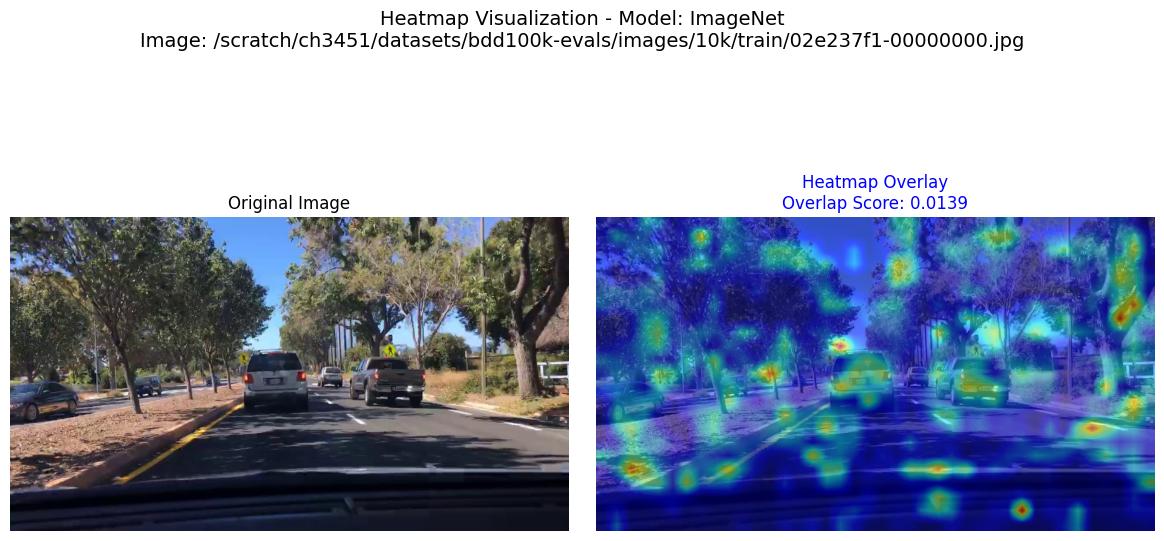 Heatmap Visualization - Model: ImageNet
Image: /scratch/ch3451/datasets/bdd100k-evals/images/10k/train/02e237f1-00000000.jpg
Original Image
Heatmap Overlay
Overlap Score: 0.0139